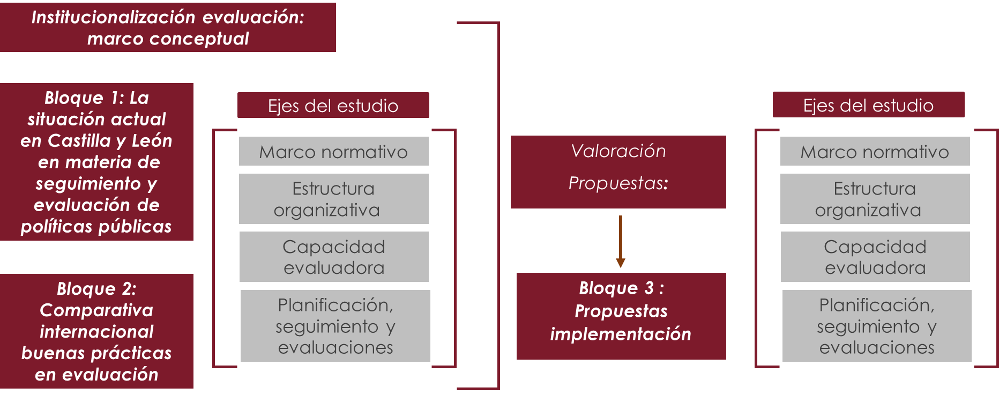 Institucionalización evaluación:
marco conceptual
Bloque 1: La
situación actual
en Castilla y León
en materia de
seguimiento y
evaluación de
políticas públicas
Bloque 2:
Comparativa
internacional
buenas prácticas
en evaluación
Ejes del estudio
Marco normativo
Estructura
organizativa
Capacidad
evaluadora
Planificación,
seguimiento y
evaluaciones
Valoración
Propuestas:
Bloque 3 :
Propuestas
implementación
Ejes del estudio
Marco normativo
Estructura
organizativa
Capacidad
evaluadora
Planificación,
seguimiento y
evaluaciones